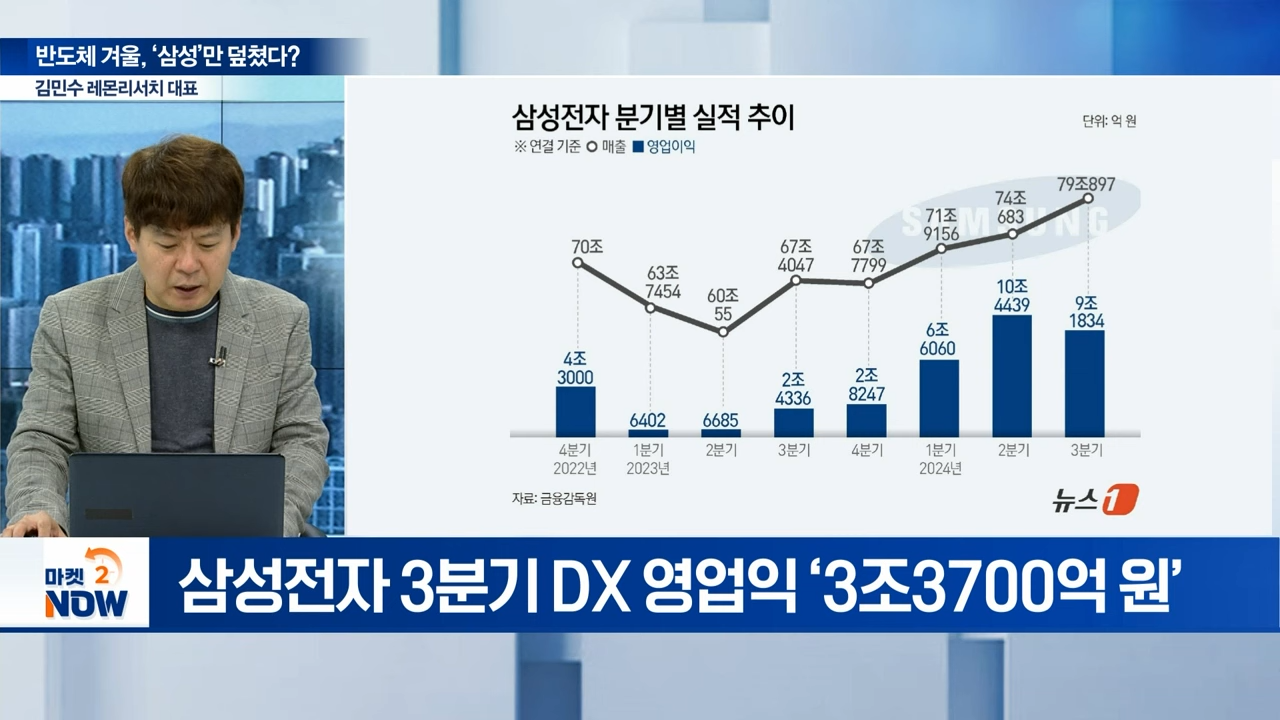 반도체 겨울, ‘삼성’만 덮쳤다?
김민수 레몬리서치 대표
삼성전자 분기별 실적 추이
단위: 억 원
※ 연결 기준 매출 영업이익
SAMSUNG
70조
63조
7454
60조
55
67조
4047
67조
7799
71조
9156
74조
683
79조897
4조
3000
6402
6685
2조
4336
2조
8247
6조
6060
10조
4439
9조
1834
4분기 1분기 2분기 3분기 4분기 1분기 2분기 3분기
2022년 2023년 2024년
자료: 금융감독원
뉴스1
마켓 2
NOW
삼성전자 3분기 DX 영업익 ‘3조3700억 원’